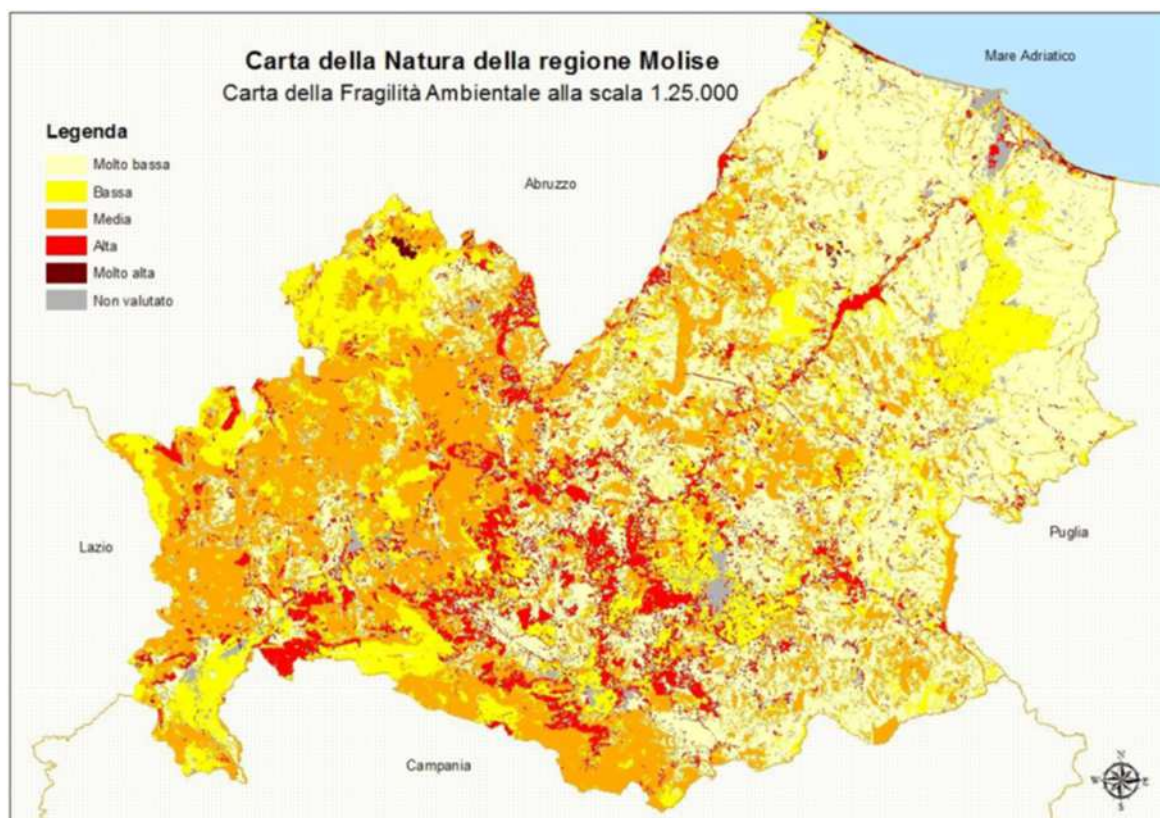 Carta della Natura della regione Molise
Carta della Fragilità Ambientale alla scala 1.25.000
Mare Adriatico
Legenda
Molto bassa
Bassa
Media
Alta
Molto alta
Non valutato
Abruzzo
Lazio
Puglia
Campania
N
W E
S